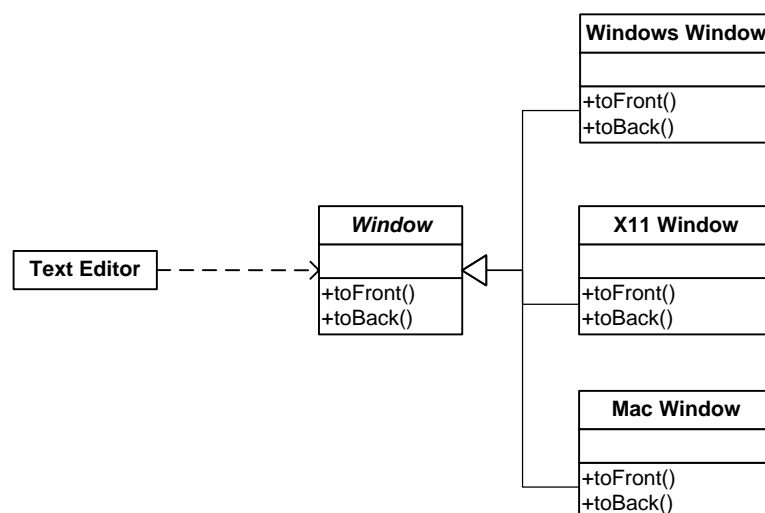 Windows Window
+toFront()
+toBack()
Window
+toFront()
+toBack()
Text Editor
X11 Window
+toFront()
+toBack()
Mac Window
+toFront()
+toBack()